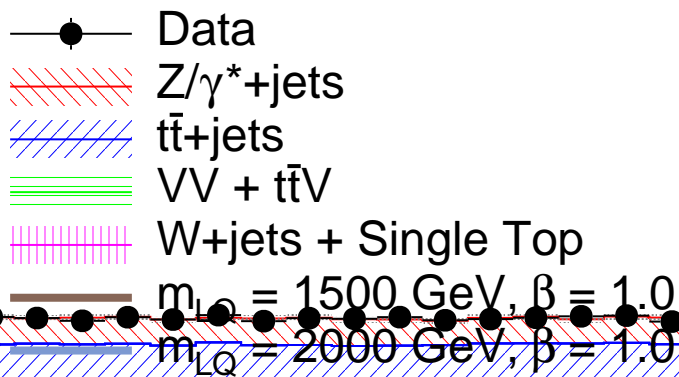 Data
Z/γ*+jets
tt̄+jets
VV + tt̄V
W+jets + Single Top
m_LQ = 1500 GeV, β = 1.0
m_LQ = 2000 GeV, β = 1.0